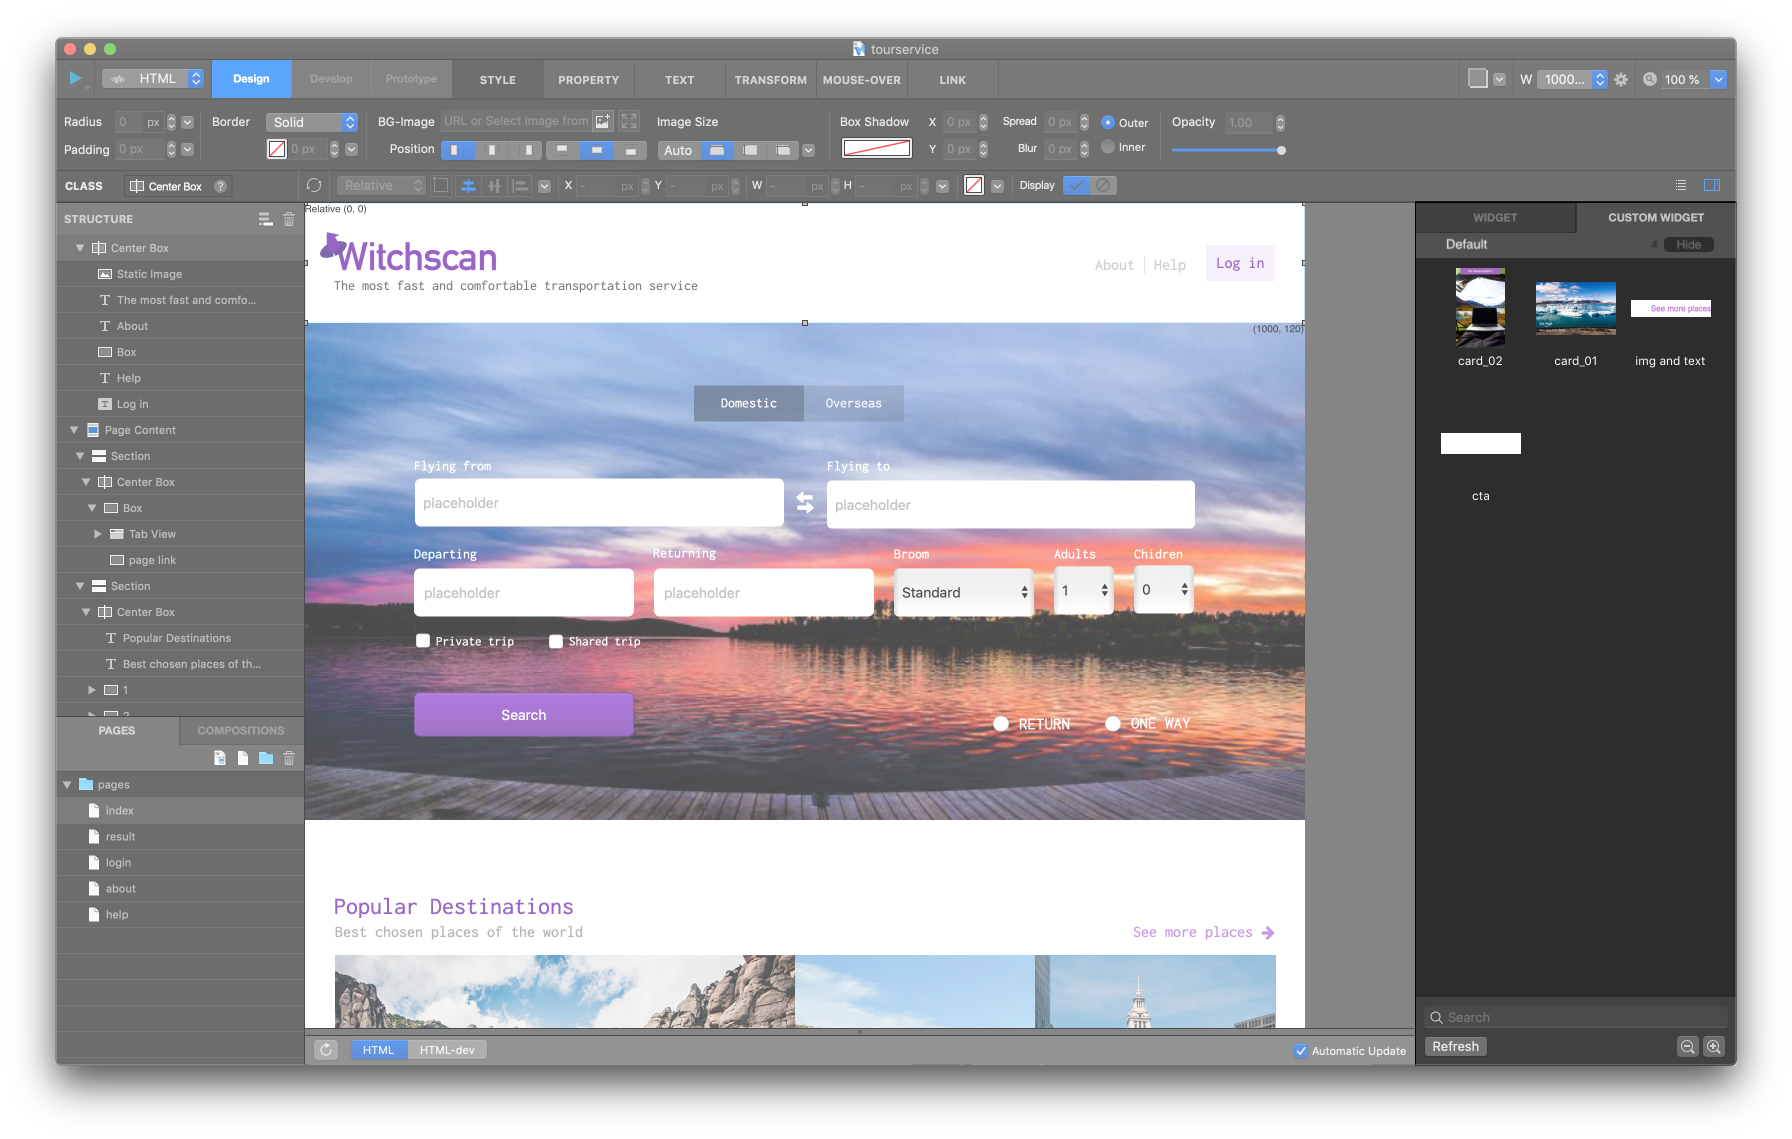 tourservice
HTML Design Develop Prototype STYLE PROPERTY TEXT TRANSFORM MOUSE-OVER LINK W 1000... 100 %
Radius 0 px Border Solid BG-Image URL or Select image from Image Size Box Shadow X 0 px Spread 0 px Outer Opacity 1.00
Padding 0 px 0 px Position Auto Y 0 px Blur 0 px Inner
CLASS Center Box ? Relative X - px Y - px W - px H - px Display
STRUCTURE
Center Box
Static Image
The most fast and comfo...
About
Box
Help
Log in
Page Content
Section
Center Box
Box
Tab View
page link
Section
Center Box
Popular Destinations
Best chosen places of th...
1
2
PAGES COMPOSITIONS
pages
index
result
login
about
help
Relative (0, 0)
Witchscan
The most fast and comfortable transportation service
About Help Log in
(1000, 120)
Domestic Overseas
Flying from Flying to
placeholder placeholder
Departing Returning Broom Adults Chidren
placeholder placeholder Standard 1 0
Private trip Shared trip
Search RETURN ONE WAY
Popular Destinations
Best chosen places of the world See more places
HTML HTML-dev Automatic Update
WIDGET CUSTOM WIDGET
Default 4 Hide
See more places
card_02 card_01 img and text
cta
Search
Refresh